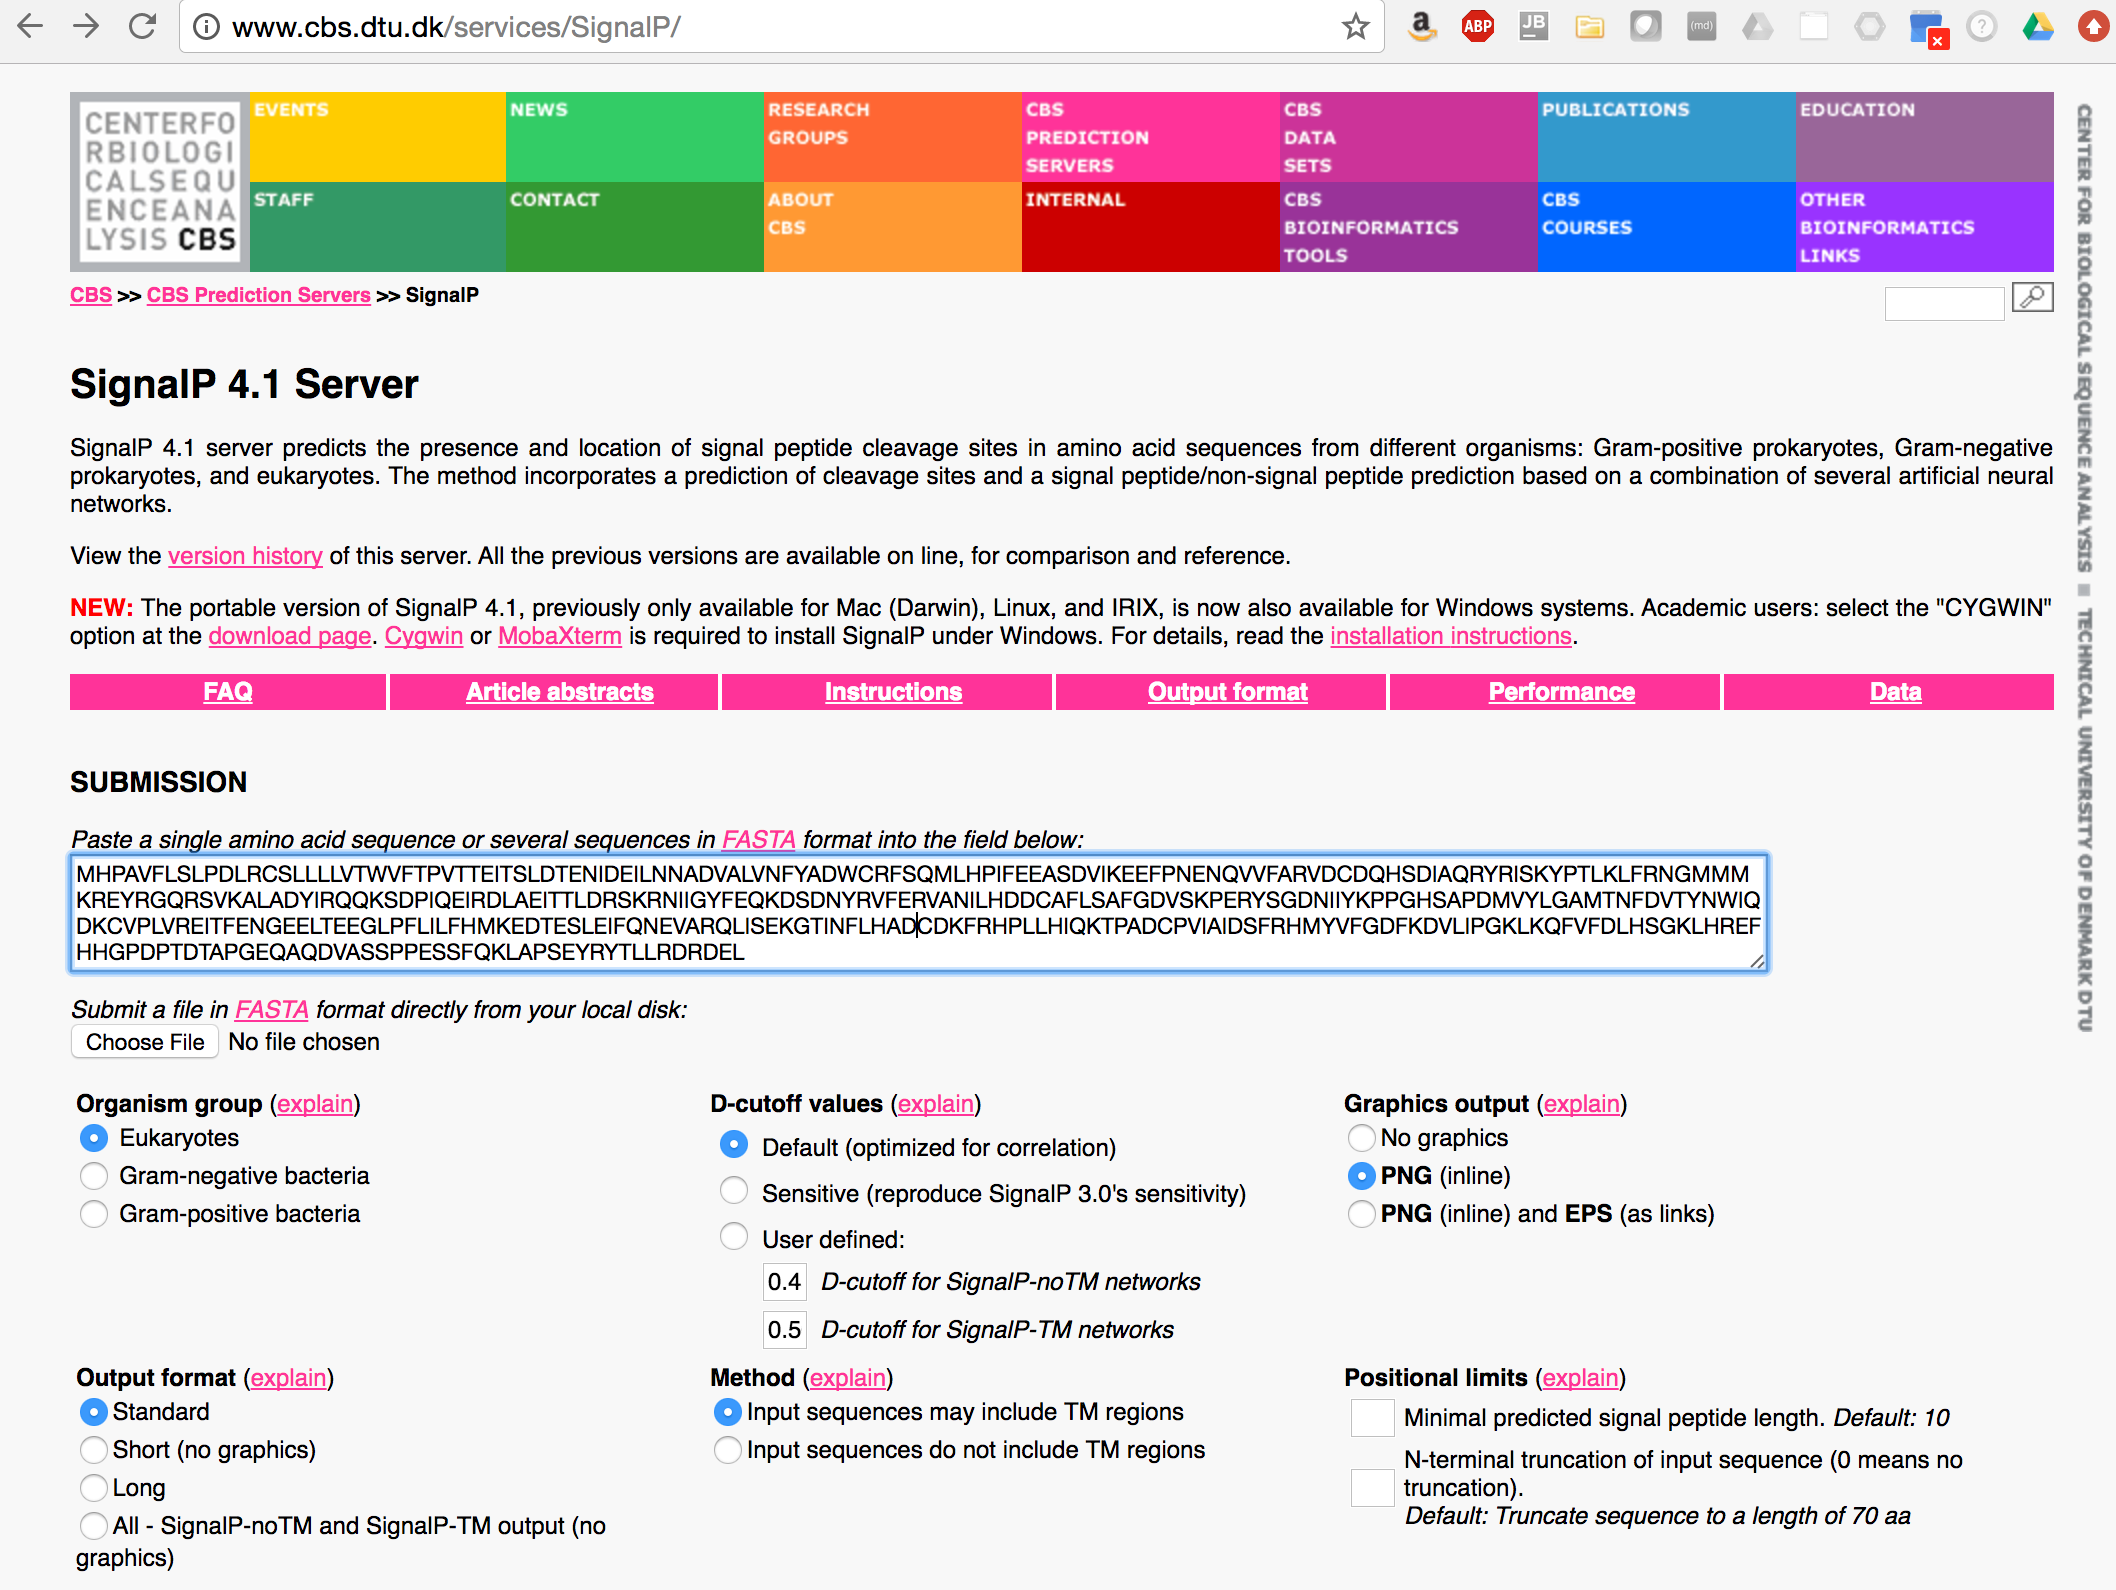 www.cbs.dtu.dk/services/SignalP/
CENTERFO
RBIOLOGI
CALSEQU
ENCEANA
LYSIS CBS
EVENTS
NEWS
RESEARCH
GROUPS
CBS
PREDICTION
SERVERS
CBS
DATA
SETS
PUBLICATIONS
EDUCATION
STAFF
CONTACT
ABOUT
CBS
INTERNAL
CBS
BIOINFORMATICS
TOOLS
CBS
COURSES
OTHER
BIOINFORMATICS
LINKS
CENTER FOR BIOLOGICAL SEQUENCE ANALYSIS TECHNICAL UNIVERSITY OF DENMARK DTU
CBS >> CBS Prediction Servers >> SignalP
SignalP 4.1 Server
SignalP 4.1 server predicts the presence and location of signal peptide cleavage sites in amino acid sequences from different organisms: Gram-positive prokaryotes, Gram-negative
prokaryotes, and eukaryotes. The method incorporates a prediction of cleavage sites and a signal peptide/non-signal peptide prediction based on a combination of several artificial neural
networks.
View the version history of this server. All the previous versions are available on line, for comparison and reference.
NEW: The portable version of SignalP 4.1, previously only available for Mac (Darwin), Linux, and IRIX, is now also available for Windows systems. Academic users: select the "CYGWIN"
option at the download page. Cygwin or MobaXterm is required to install SignalP under Windows. For details, read the installation instructions.
FAQ
Article abstracts
Instructions
Output format
Performance
Data
SUBMISSION
Paste a single amino acid sequence or several sequences in FASTA format into the field below:
MHPAVFLSLPDLRCSLLLLVTWVFTPVTTEITSLDTENIDEILNNADVALVNFYADWCRFSQMLHPIFEEASDVIKEEFPNENQVVFARVDCDQHSDIAQRYRISKYPTLKLFRNGMMM
KREYRGQRSVKALADYIRQQKSDPIQEIRDLAEITTLDRSKRNIIGYFEQKDSDNYRVFERVANILHDDCAFLSAFGDVSKPERYSGDNIIYKPPGHSAPDMVYLGAMTNFDVTYNWIQ
DKCVPLVREITFENGEELTEEGLPFLILFHMKEDTESLEIFQNEVARQLISEKGTINFLHADCDKFRHPLLHIQKTPADCPVIAIDSFRHMYVFGDFKDVLIPGKLKQFVFDLHSGKLHREF
HHGPDPTDTAPGEQAQDVASSPPESSFQKLAPSEYRYTLLRDRDEL
Submit a file in FASTA format directly from your local disk:
Choose File No file chosen
Organism group (explain)
Eukaryotes
Gram-negative bacteria
Gram-positive bacteria
D-cutoff values (explain)
Default (optimized for correlation)
Sensitive (reproduce SignalP 3.0's sensitivity)
User defined:
0.4 D-cutoff for SignalP-noTM networks
0.5 D-cutoff for SignalP-TM networks
Graphics output (explain)
No graphics
PNG (inline)
PNG (inline) and EPS (as links)
Output format (explain)
Standard
Short (no graphics)
Long
All - SignalP-noTM and SignalP-TM output (no
graphics)
Method (explain)
Input sequences may include TM regions
Input sequences do not include TM regions
Positional limits (explain)
Minimal predicted signal peptide length. Default: 10
N-terminal truncation of input sequence (0 means no
truncation).
Default: Truncate sequence to a length of 70 aa
a
ABP
JB
(md)